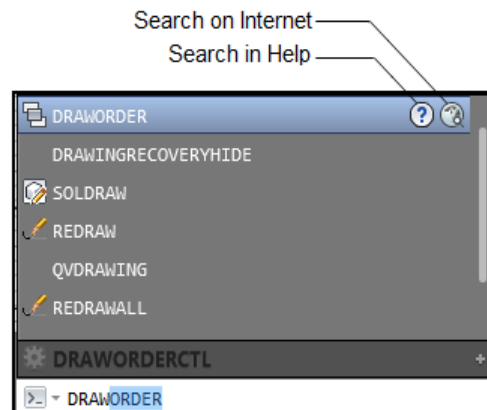 Search on Internet
Search in Help
DRAWORDER
DRAWINGRECOVERYHIDE
SOLDRAW
REDRAW
QVDRAWING
REDRAWALL
DRAWORDERCTL
DRAWORDER